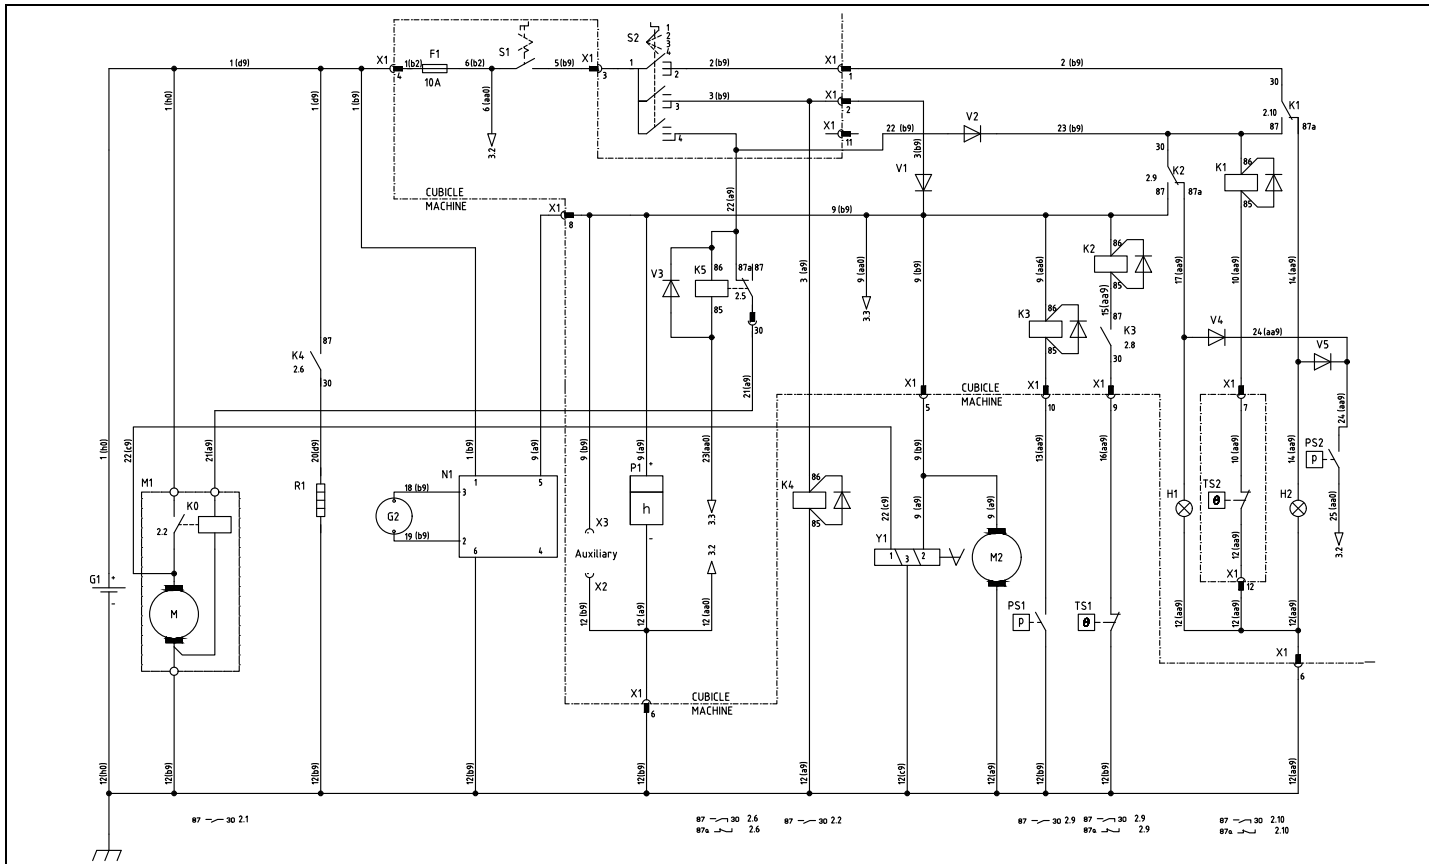 1
2
3
4
S1
S2
F1
X1
1(d9)
4
1(b2)
10A
6(b2)
5(b9)
X1
3
1
2
2(b9)
X1
1
2 (b9)
30
K1
2.10
87
87a
1(h0)
1(d9)
1(b9)
6(aa0)
3.2
3(b9)
3
X1
2
X1
11
4
22 (b9)
V2
23(b9)
3(b9)
V1
30
K2
2.9
87
87a
K1
86
85
CUBICLE
MACHINE
X1
8
22(a9)
9(b9)
V3
K5
86
85
87a
87
2.5
30
3 (a9)
9 (aa0)
3.3
9 (b9)
9 (aa6)
K3
86
85
K2
86
85
15(aa9)
87
K3
2.8
30
17(aa9)
10(aa9)
14(aa9)
V4
24(aa9)
V5
K4
2.6
87
30
21(a9)
X1
5
CUBICLE
MACHINE
X1
10
X1
9
X1
7
24 (aa9)
1 (h0)
22(c9)
21(a9)
20(d9)
1 (b9)
9 (a9)
9 (b9)
9 (a9)
23(aa0)
9 (b9)
13(aa9)
16(aa9)
10(aa9)
14(aa9)
PS2
P
M1
K0
2.2
R1
G2
18 (b9)
19 (b9)
N1
1
5
3
2
6
4
P1
+
h
-
K4
86
85
22(c9)
9 (a9)
9 (a9)
H1
TS2
θ
H2
25(aa0)
3.2
X3
Auxiliary
X2
3.3
3.2
Y1
1
3
2
M2
12(aa9)
X1
12
G1
+
-
M
12(b9)
12(a9)
12(aa0)
PS1
P
TS1
θ
12(aa9)
12(aa9)
12(aa9)
X1
6
X1
6
CUBICLE
MACHINE
12(h0)
12(b9)
12(b9)
12(b9)
12(b9)
12(a9)
12(c9)
12(a9)
12(b9)
12(b9)
12(aa9)
87 30 2.1
87 30 2.6
87a 2.6
87 30 2.2
87 30 2.9
87 30 2.9
87a 2.9
87 30 2.10
87a 2.10